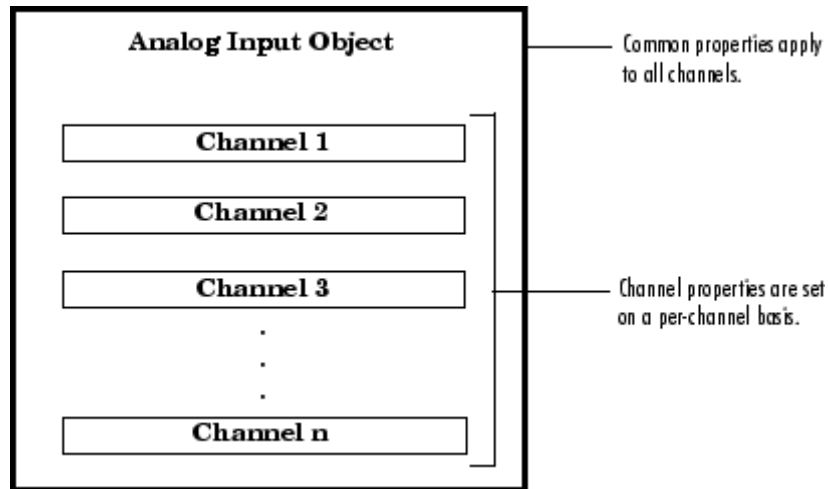 Analog Input Object
Common properties apply
to all channels.
Channel 1
Channel 2
Channel 3
.
.
.
Channel n
Channel properties are set
on a per-channel basis.